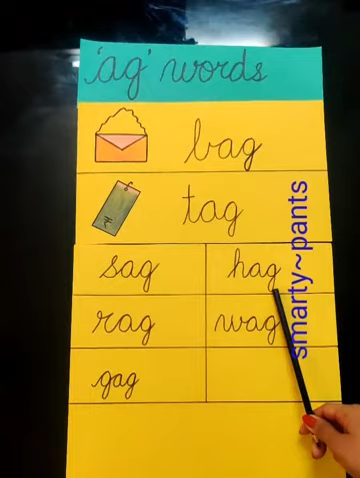 'ag' words
bag
₹
tag
sag hag
rag wag
gag
smarty~pants